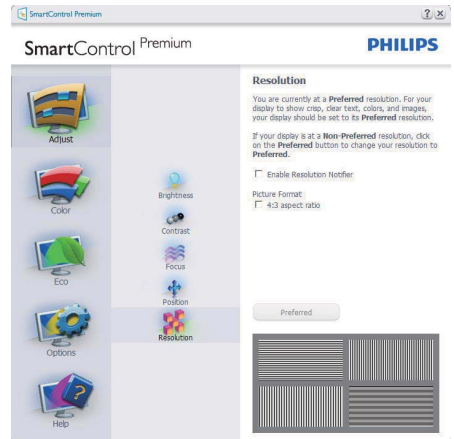 SmartControl Premium
? ×
SmartControl Premium
PHILIPS
Adjust
Color
Eco
Options
Help
Brightness
Contrast
Focus
Position
Resolution
Resolution
You are currently at a Preferred resolution. For your
display to show crisp, clear text, colors, and images,
your display should be set to its Preferred resolution.
If your display is at a Non-Preferred resolution, click
on the Preferred button to change your resolution to
Preferred.
Enable Resolution Notifier
Picture Format
4:3 aspect ratio
Preferred